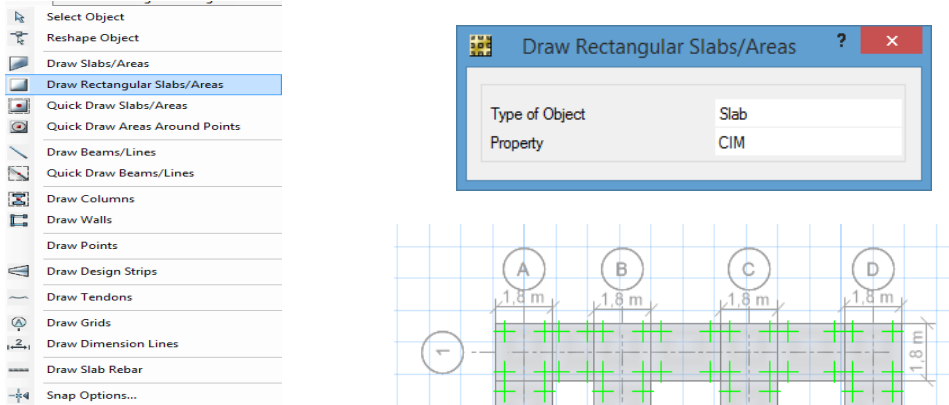 Select Object
Reshape Object
Draw Slabs/Areas
Draw Rectangular Slabs/Areas
Quick Draw Slabs/Areas
Quick Draw Areas Around Points
Draw Beams/Lines
Quick Draw Beams/Lines
Draw Columns
Draw Walls
Draw Points
Draw Design Strips
Draw Tendons
Draw Grids
Draw Dimension Lines
Draw Slab Rebar
Snap Options...
Draw Rectangular Slabs/Areas ?
Type of Object Slab
Property CIM
A B C D
1,8 m 1,8 m 1,8 m 1,8 m
1
1,8 m